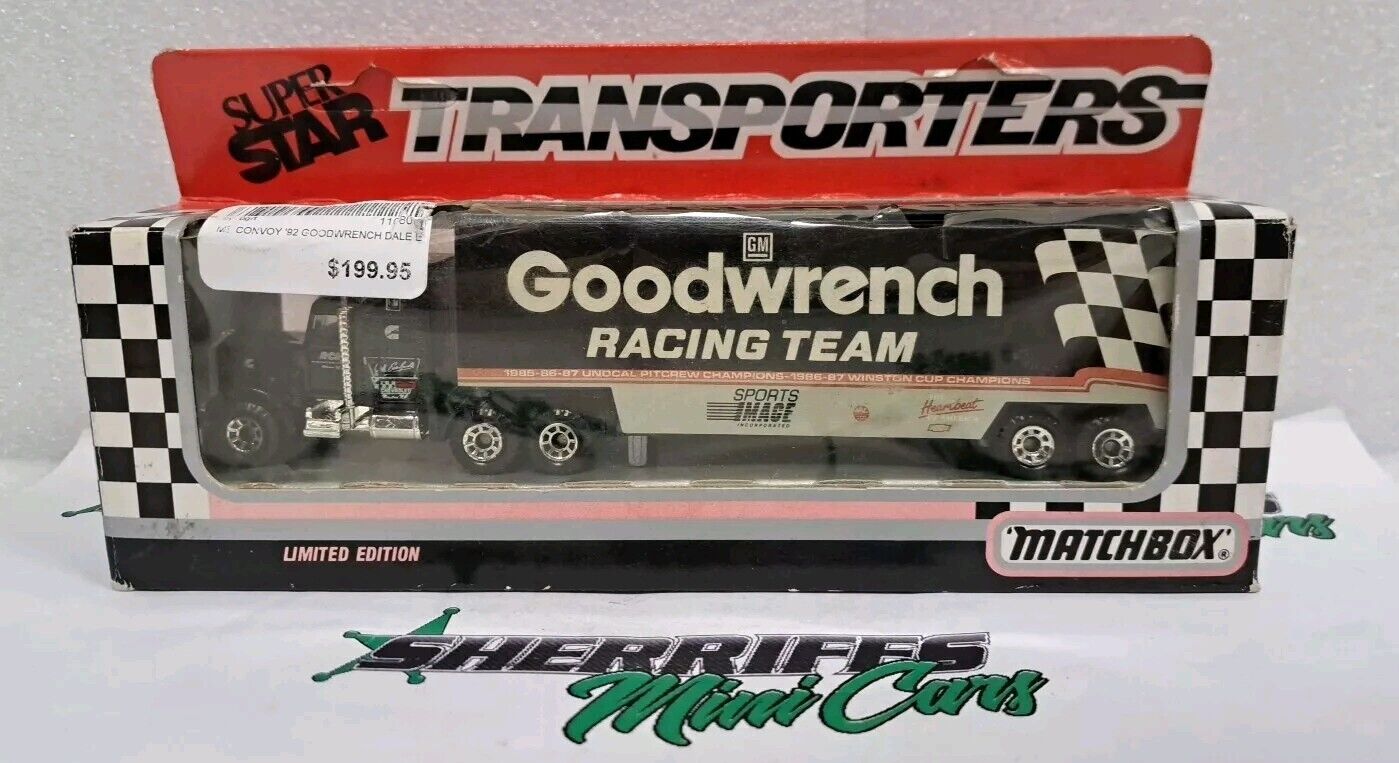 SUPER STAR TRANSPORTERS
CONVOY '92 GOODWRENCH DALE E
$199.95
GM
Goodwrench
RACING TEAM
1985-86-87 UNOCAL PITCREW CHAMPIONS-1986-87 WINSTON CUP CHAMPIONS
SPORTS
IMAGE
INCORPORATED
Heartbeat
LIMITED EDITION
'MATCHBOX'®
SHERRIFFS
Mini Cars
Cars